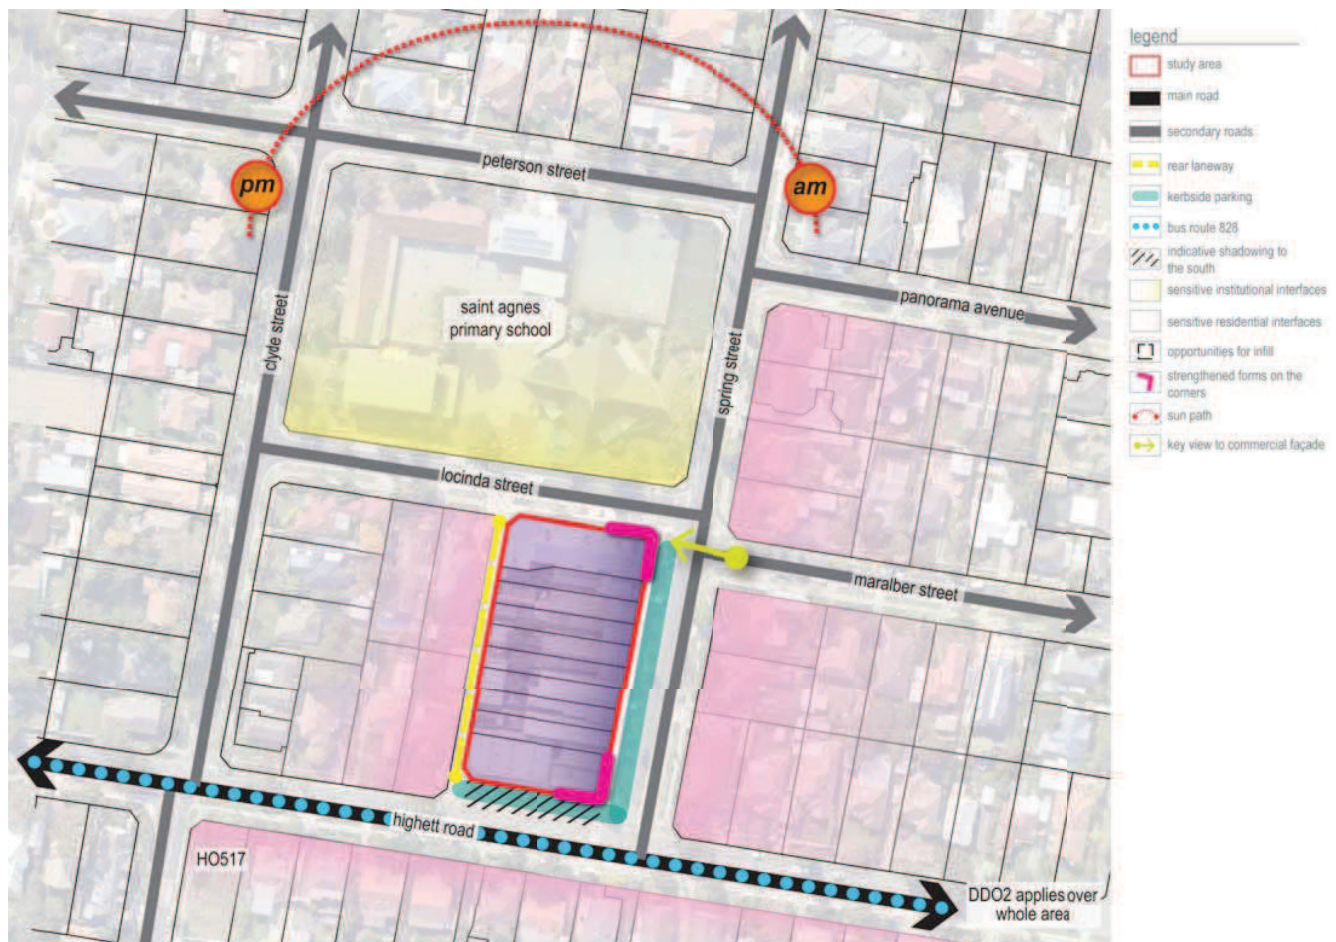 legend
study area
main road
secondary roads
rear laneway
kerbside parking
bus route 828
indicative shadowing to
the south
sensitive institutional interfaces
sensitive residential interfaces
opportunities for infill
strengthened forms on the
corners
sun path
key view to commercial façade
peterson street
pm
am
panorama avenue
saint agnes
primary school
clyde street
spring street
locinda street
maralber street
highett road
HO517
DDO2 applies over
whole area